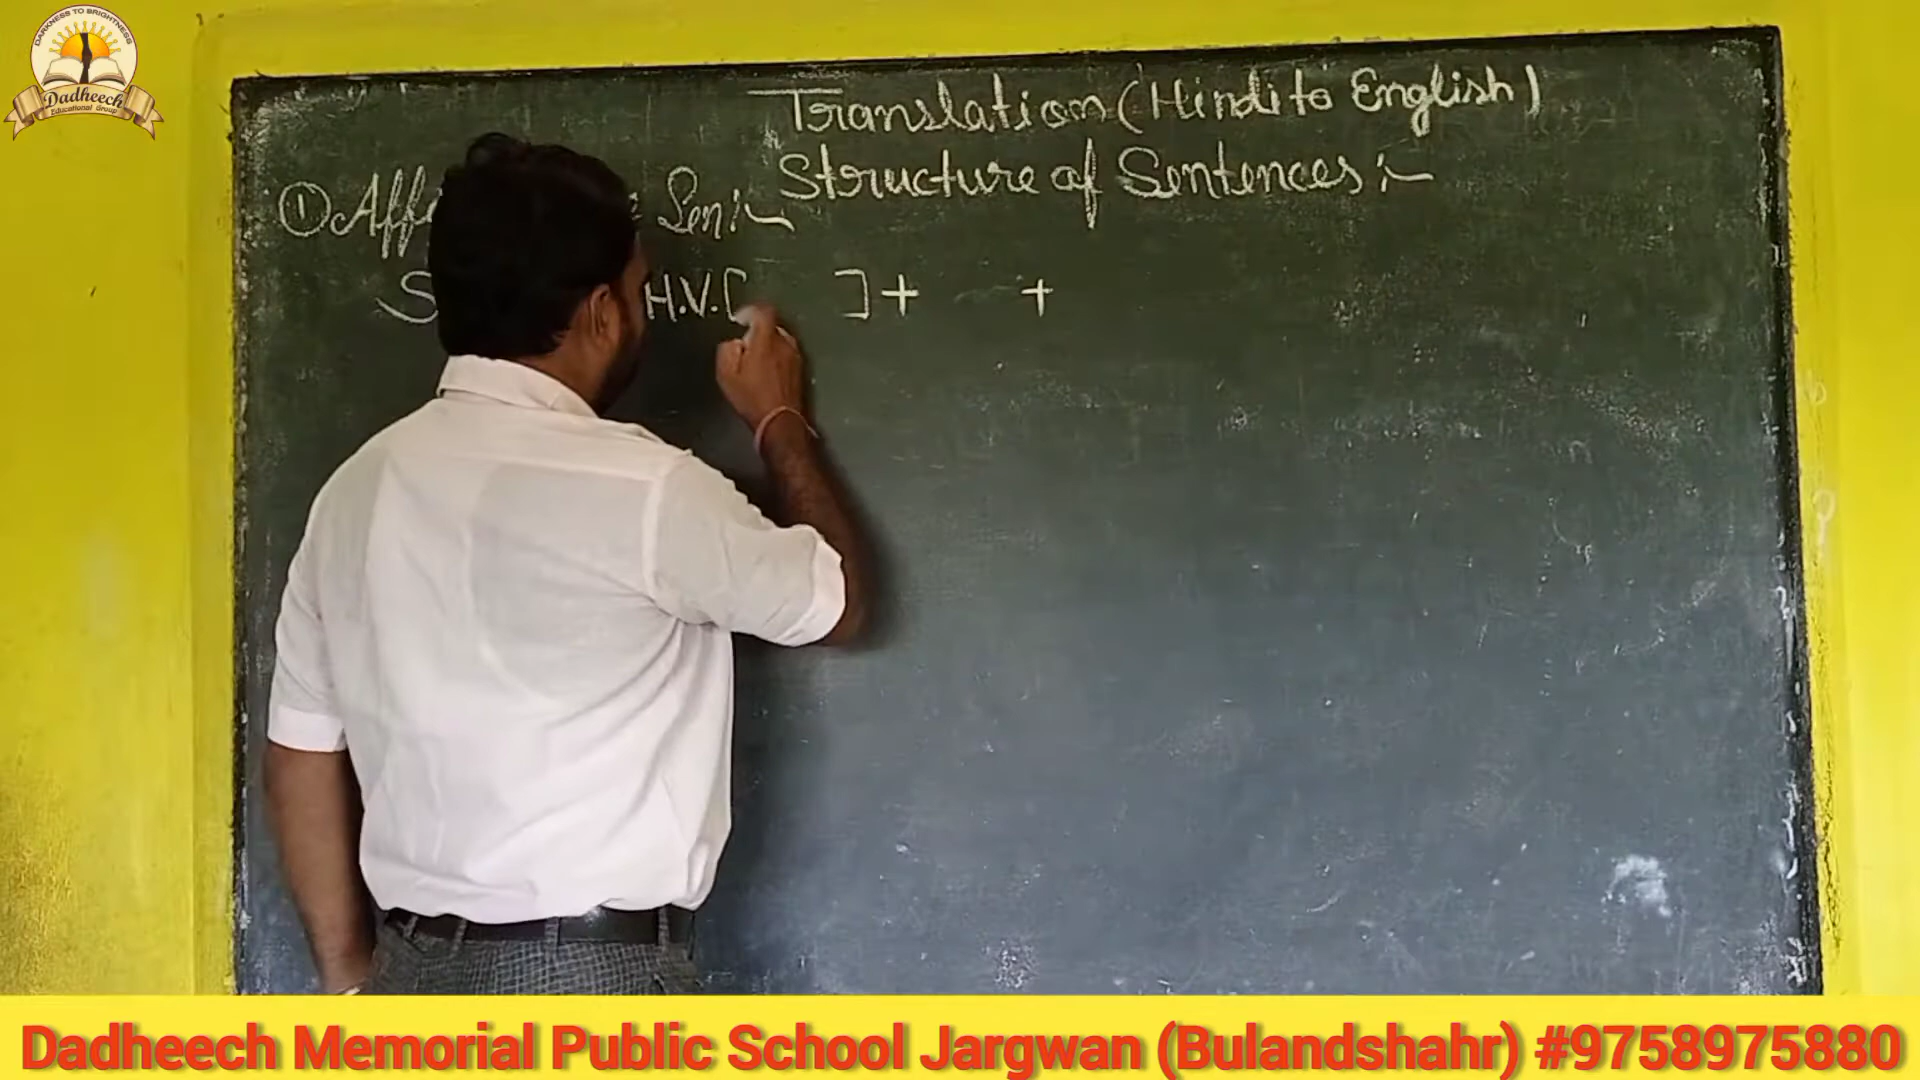 DARKNESS TO BRIGHTNESS
Dadheech
Educational Group
Translation (Hindi to English)
Structure of Sentences :-
① Sen :-
H.V. [ ] + +
Dadheech Memorial Public School Jargwan (Bulandshahr) #9758975880